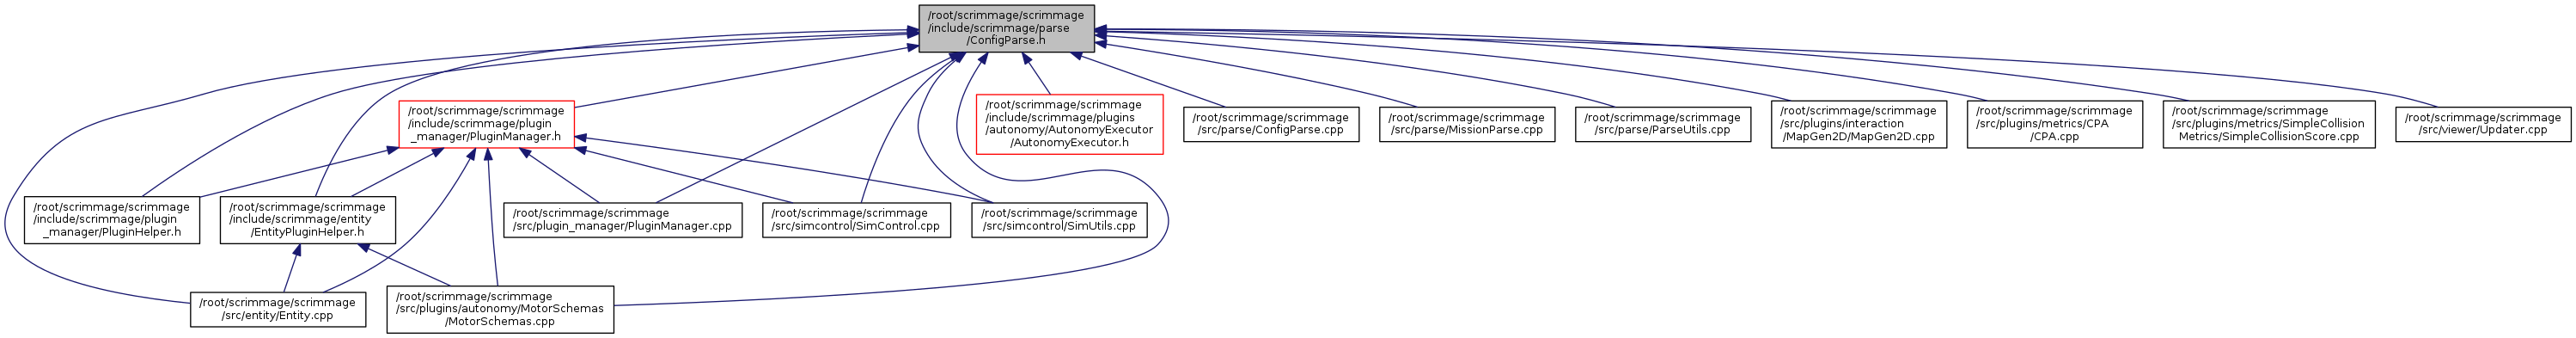 /root/scrimmage/scrimmage
/include/scrimmage/parse
/ConfigParse.h
/root/scrimmage/scrimmage
/include/scrimmage/plugin
_manager/PluginManager.h
/root/scrimmage/scrimmage
/include/scrimmage/plugins
/autonomy/AutonomyExecutor
/AutonomyExecutor.h
/root/scrimmage/scrimmage
/src/parse/ConfigParse.cpp
/root/scrimmage/scrimmage
/src/parse/MissionParse.cpp
/root/scrimmage/scrimmage
/src/parse/ParseUtils.cpp
/root/scrimmage/scrimmage
/src/plugins/interaction
/MapGen2D/MapGen2D.cpp
/root/scrimmage/scrimmage
/src/plugins/metrics/CPA
/CPA.cpp
/root/scrimmage/scrimmage
/src/plugins/metrics/SimpleCollision
Metrics/SimpleCollisionScore.cpp
/root/scrimmage/scrimmage
/src/viewer/Updater.cpp
/root/scrimmage/scrimmage
/include/scrimmage/plugin
_manager/PluginHelper.h
/root/scrimmage/scrimmage
/include/scrimmage/entity
/EntityPluginHelper.h
/root/scrimmage/scrimmage
/src/plugin_manager/PluginManager.cpp
/root/scrimmage/scrimmage
/src/simcontrol/SimControl.cpp
/root/scrimmage/scrimmage
/src/simcontrol/SimUtils.cpp
/root/scrimmage/scrimmage
/src/entity/Entity.cpp
/root/scrimmage/scrimmage
/src/plugins/autonomy/MotorSchemas
/MotorSchemas.cpp